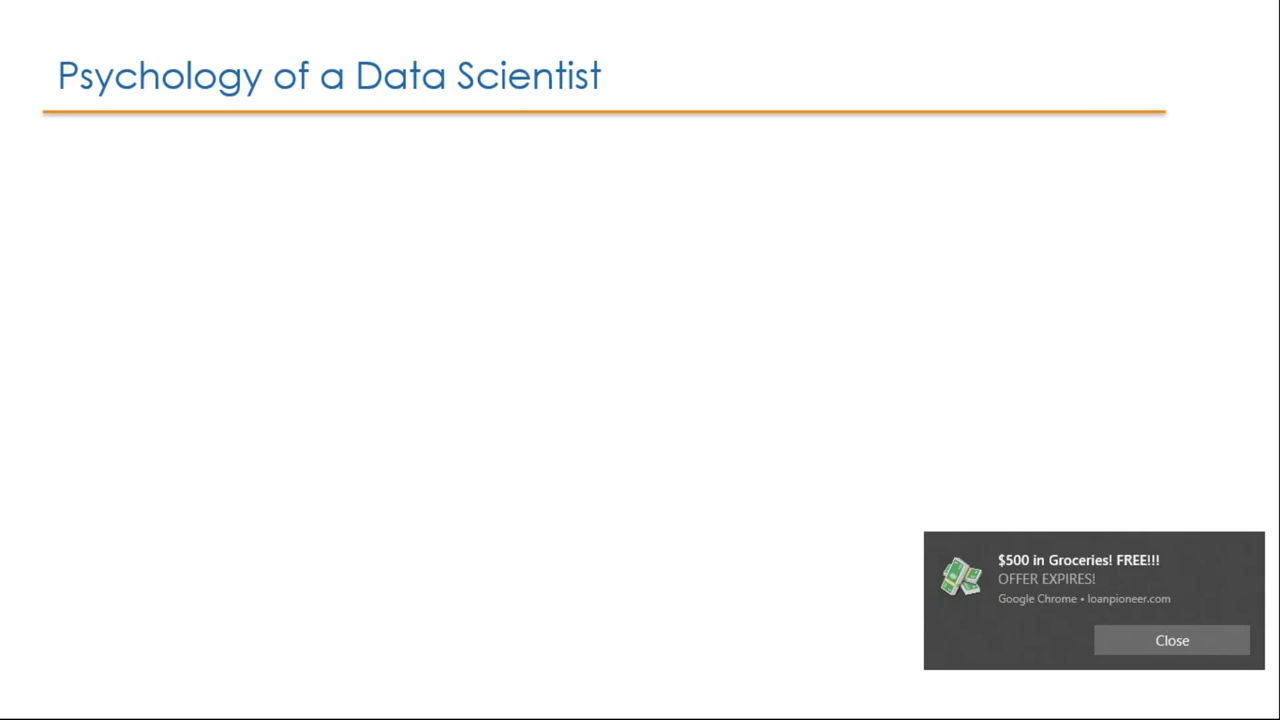 Psychology of a Data Scientist
$500 in Groceries! FREE!!!
OFFER EXPIRES!
Google Chrome • loanpioneer.com
Close